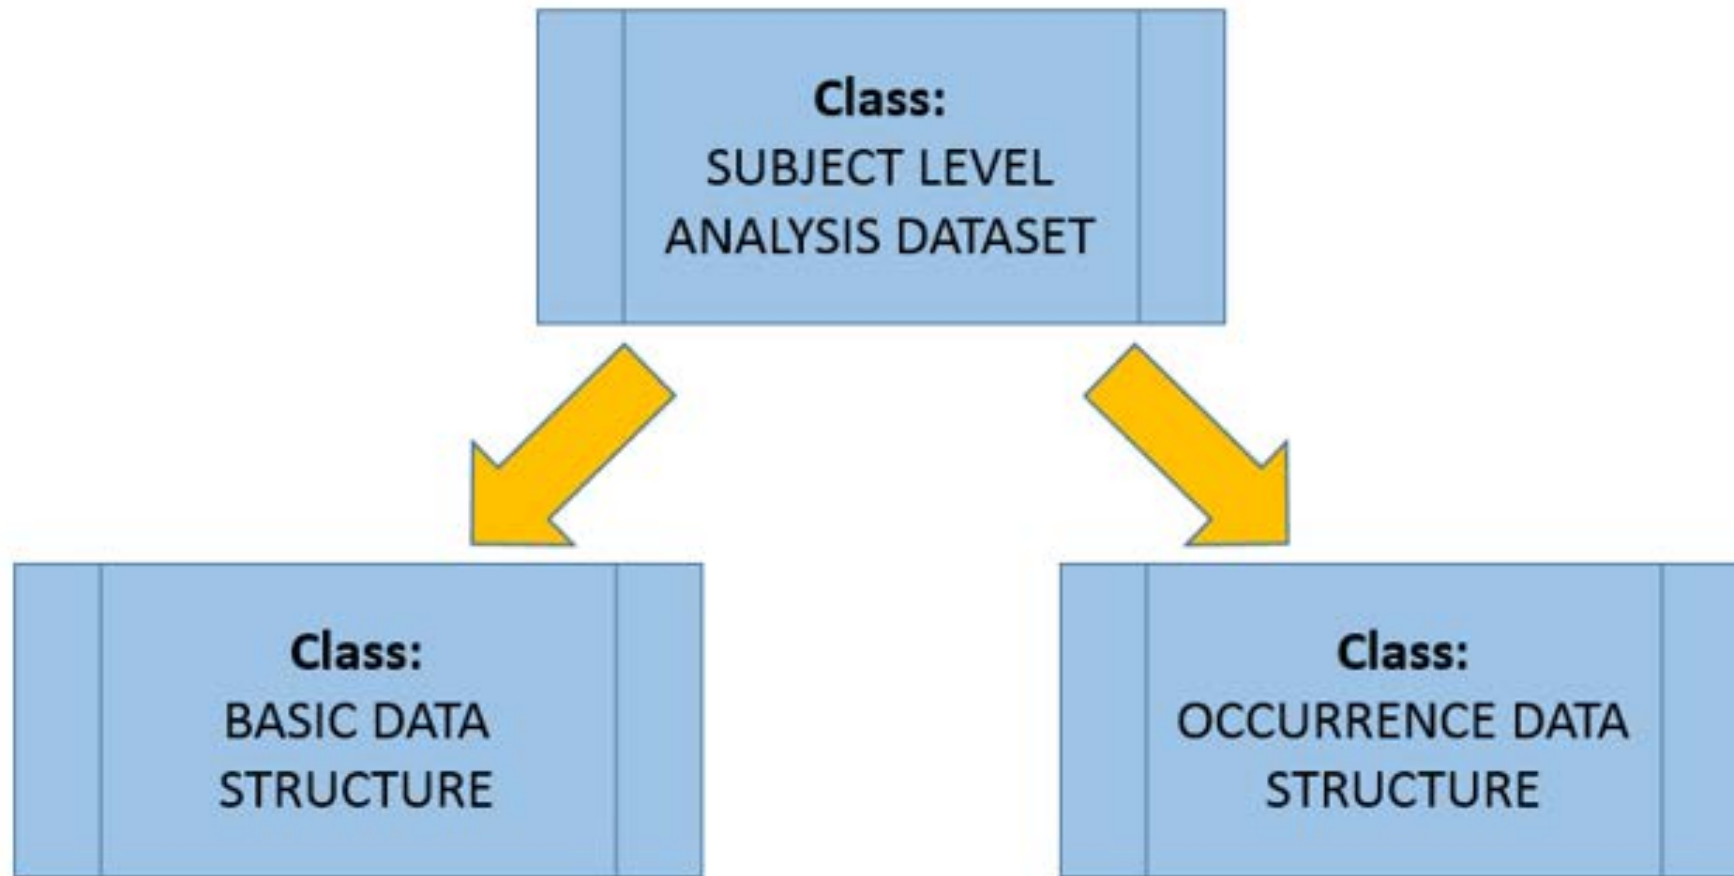 Class:
SUBJECT LEVEL
ANALYSIS DATASET
Class:
BASIC DATA
STRUCTURE
Class:
OCCURRENCE DATA
STRUCTURE